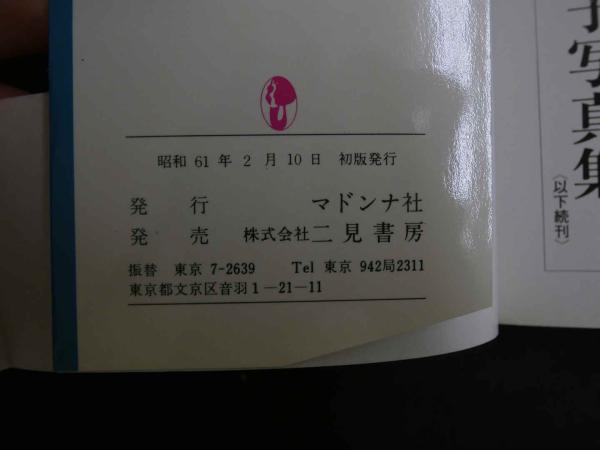 昭和 61 年 2 月 10 日 初版発行
発 行 マドンナ社
発 売 株式会社 二見書房
振替 東京 7-2639 Tel 東京 942局2311
東京都文京区音羽1－21－11
写真集
〈以下続刊〉